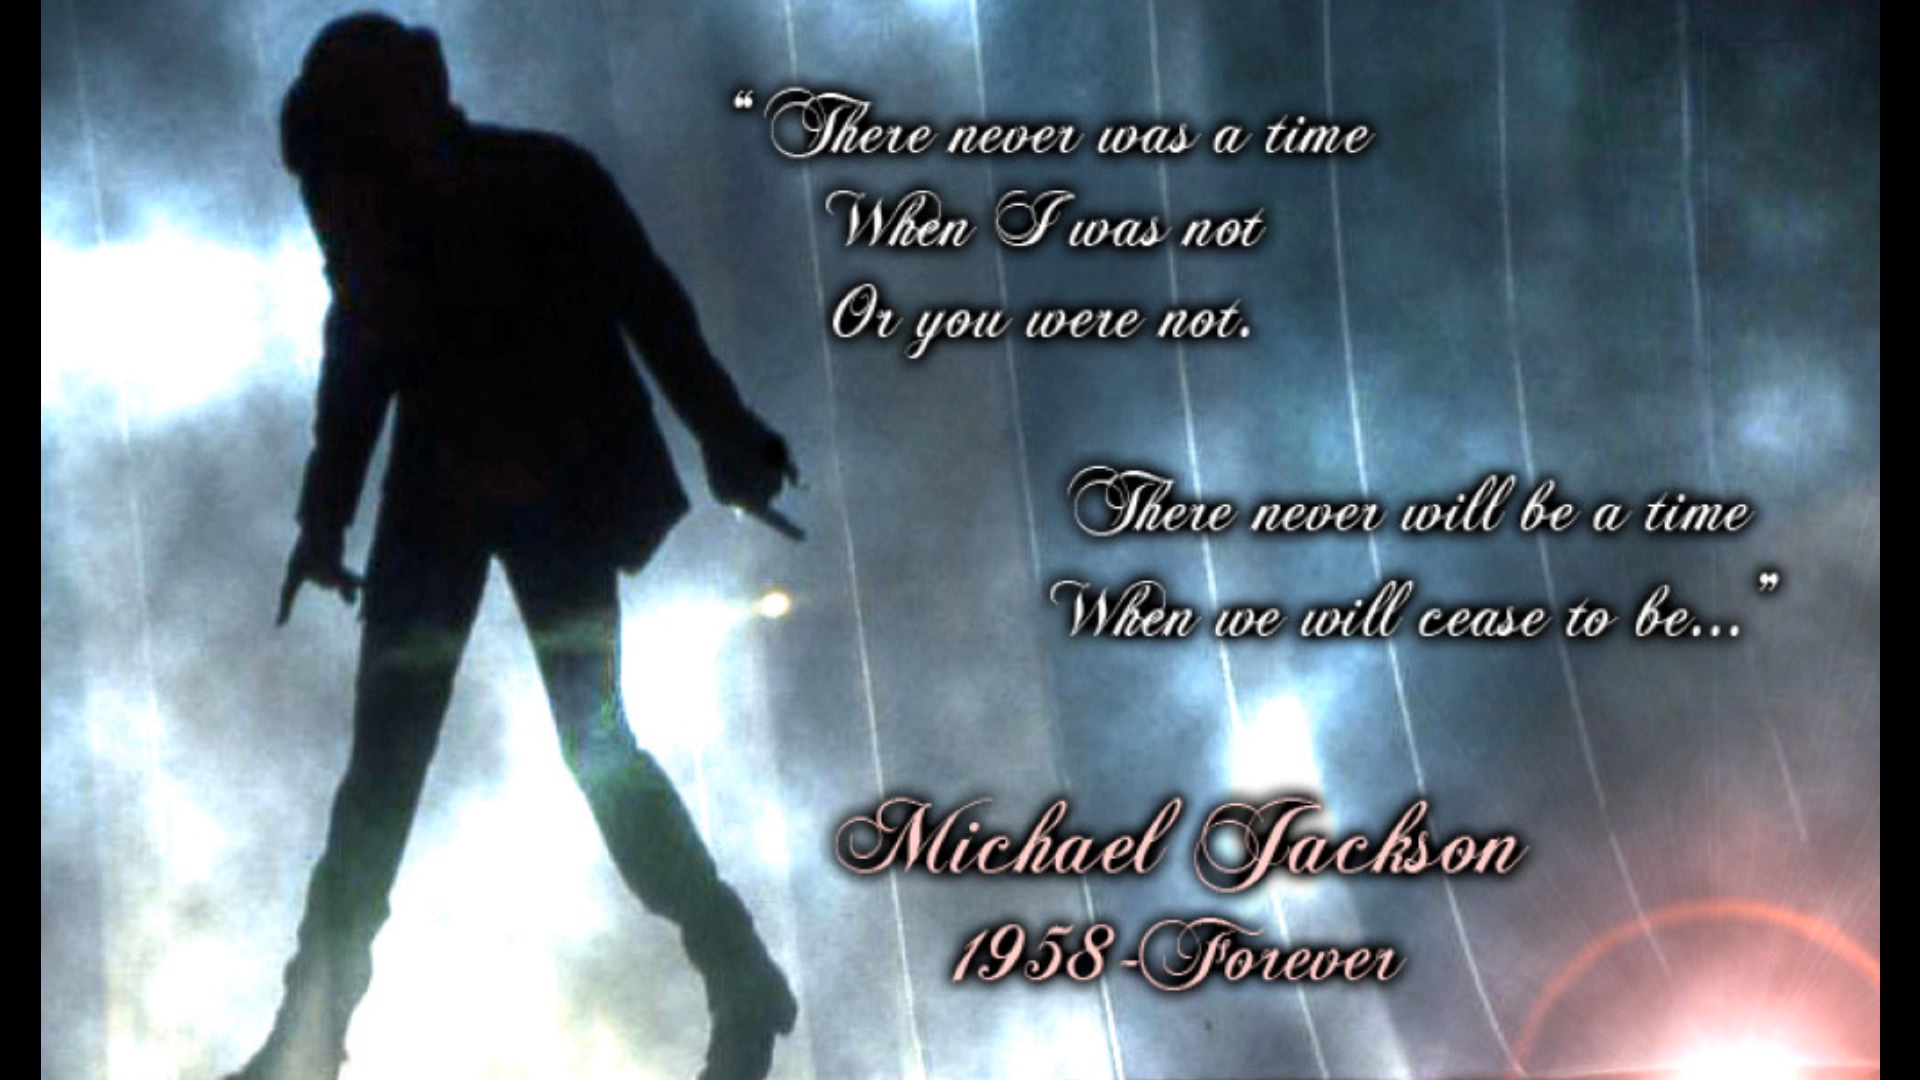 “There never was a time
When I was not
Or you were not.
There never will be a time
When we will cease to be...”
Michael Jackson
1958-Forever